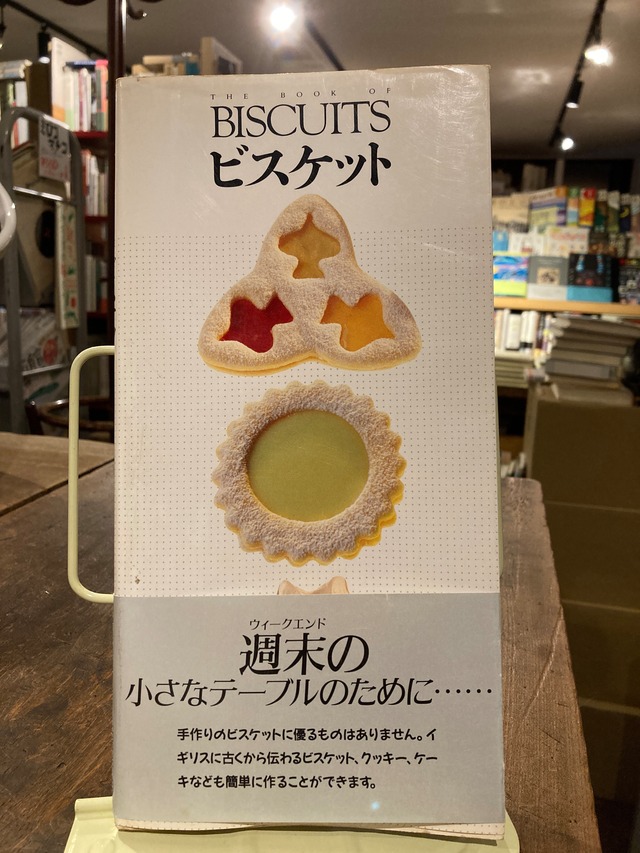 THE BOOK OF
BISCUITS
ビスケット
ウィークエンド
週末の
小さなテーブルのために……
手作りのビスケットに優るものはありません。イ
ギリスに古くから伝わるビスケット、クッキー、ケー
キなども簡単に作ることができます。